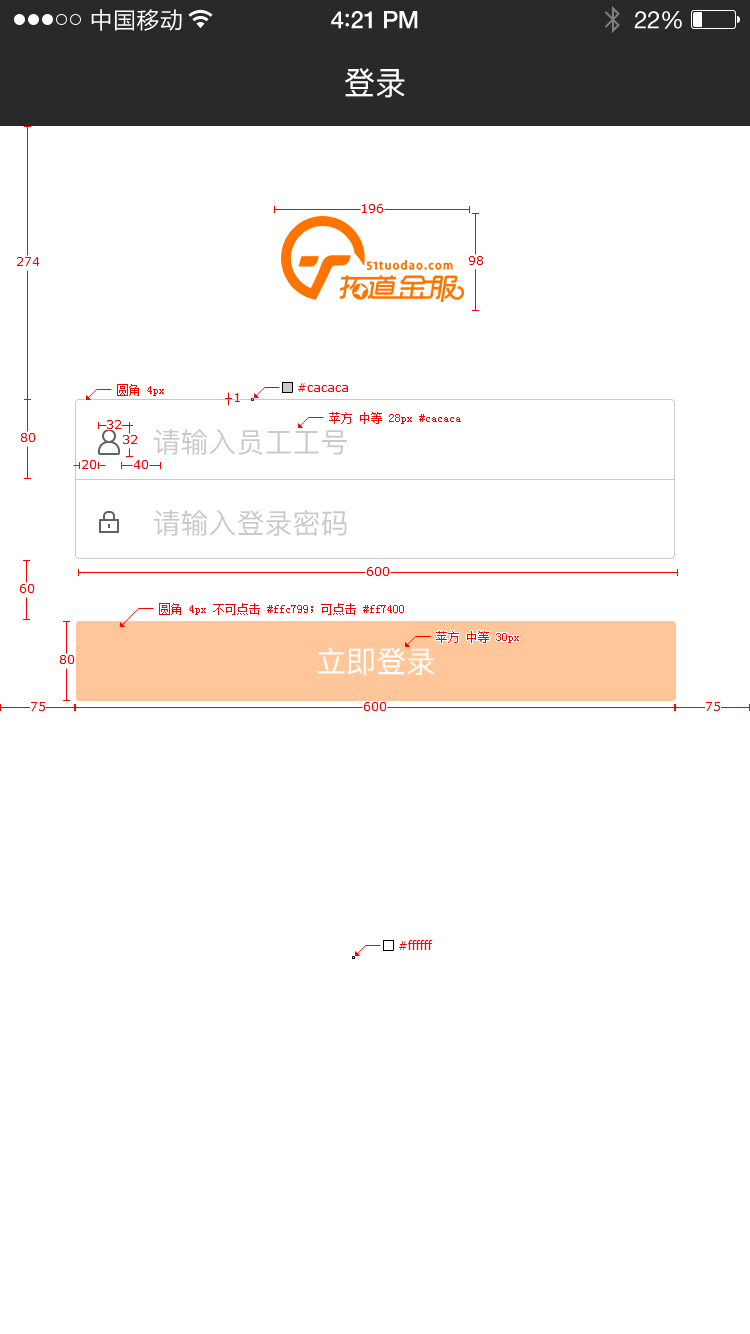 中国移动 4:21 PM 22%
登录
196
51tuodao.com
拓道金服
274
98
圆角 4px
1
#cacaca
苹方 中等 28px #cacaca
80
32
32
请输入员工工号
20
40
请输入登录密码
600
60
圆角 4px 不可点击 #ffc799; 可点击 #ff7400
苹方 中等 30px
80
立即登录
75
600
75
#ffffff